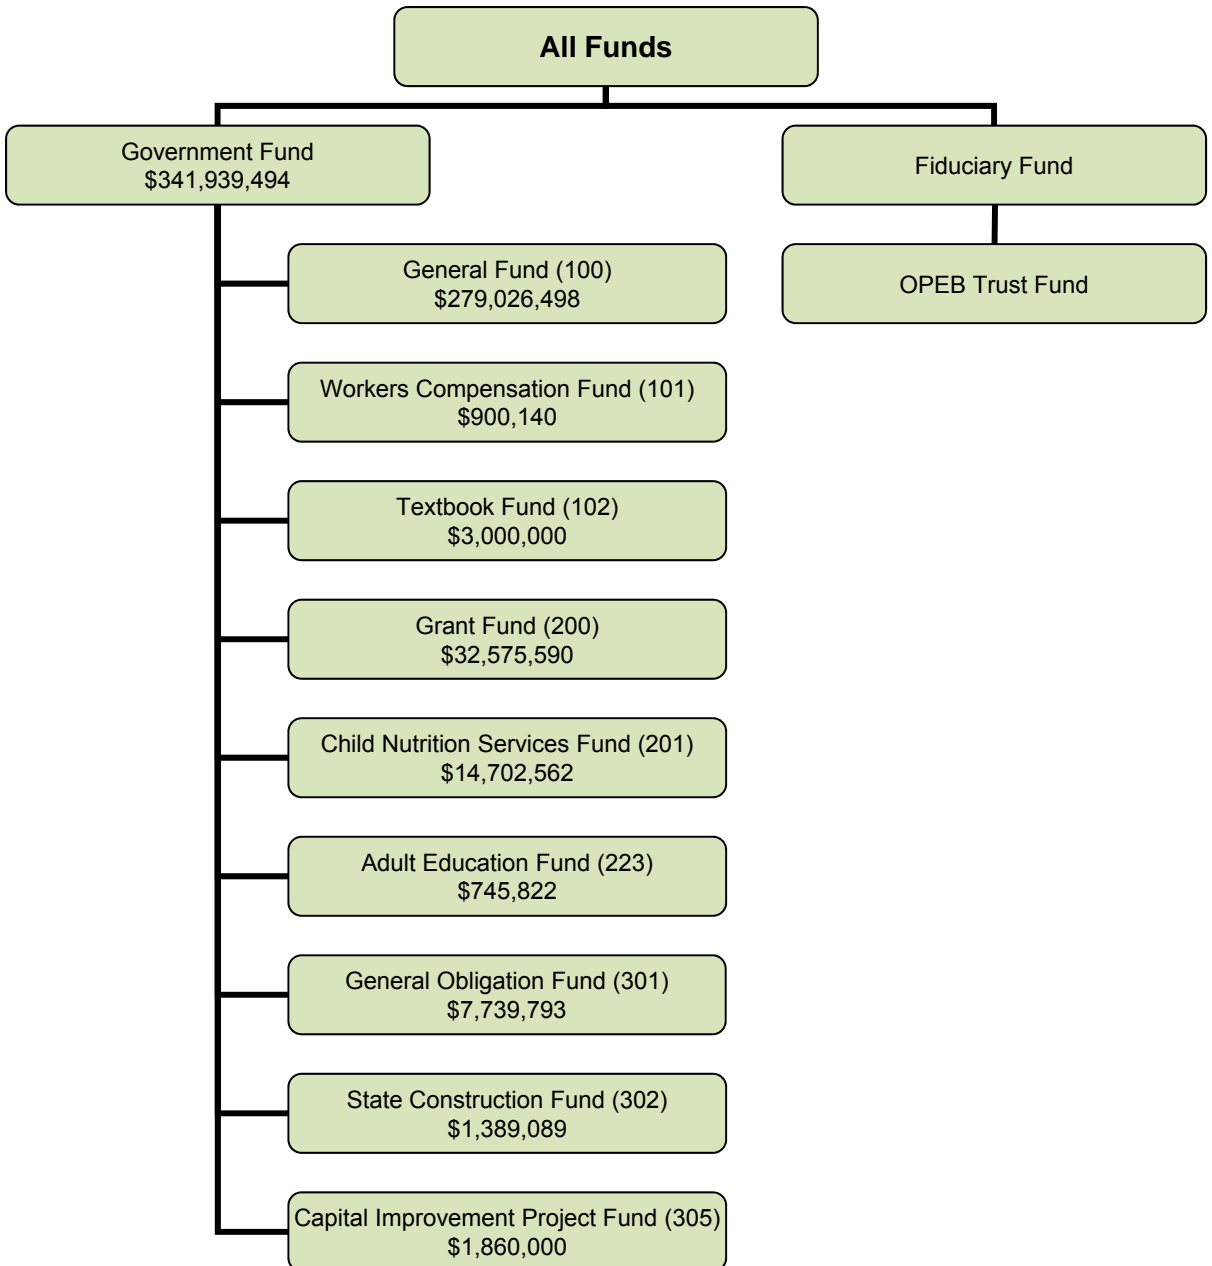 All Funds
Government Fund
$341,939,494
Fiduciary Fund
General Fund (100)
$279,026,498
OPEB Trust Fund
Workers Compensation Fund (101)
$900,140
Textbook Fund (102)
$3,000,000
Grant Fund (200)
$32,575,590
Child Nutrition Services Fund (201)
$14,702,562
Adult Education Fund (223)
$745,822
General Obligation Fund (301)
$7,739,793
State Construction Fund (302)
$1,389,089
Capital Improvement Project Fund (305)
$1,860,000